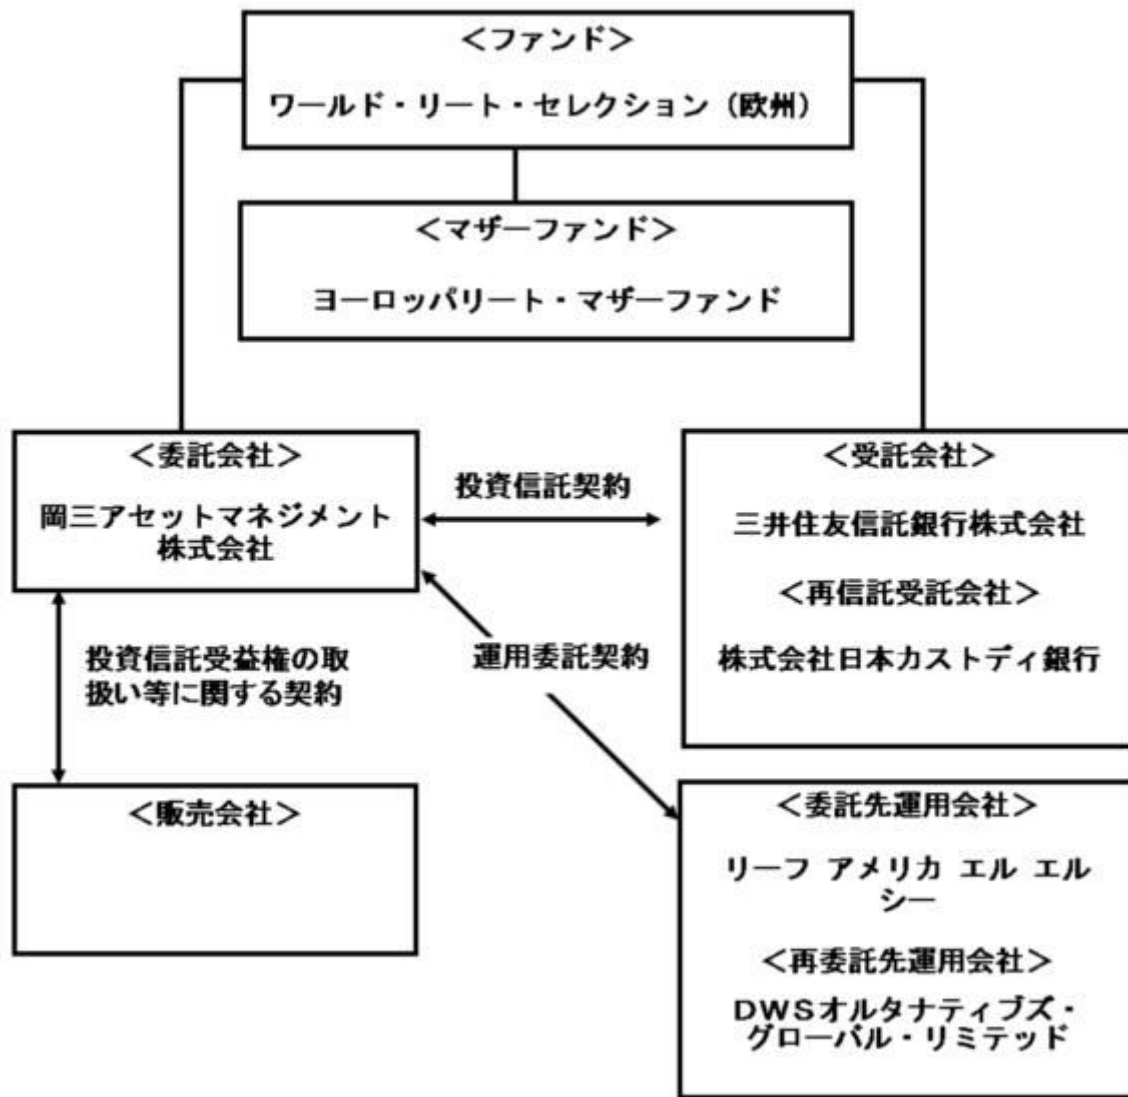 ＜ファンド＞
ワールド・リート・セレクション（欧州）
＜マザーファンド＞
ヨーロッパリート・マザーファンド
＜委託会社＞
岡三アセットマネジメント
株式会社
投資信託契約
＜受託会社＞
三井住友信託銀行株式会社
＜再信託受託会社＞
株式会社日本カストディ銀行
投資信託受益権の取
扱い等に関する契約
運用委託契約
＜販売会社＞
＜委託先運用会社＞
リーフ アメリカ エル エル
シー
＜再委託先運用会社＞
ＤＷＳオルタナティブズ・
グローバル・リミテッド